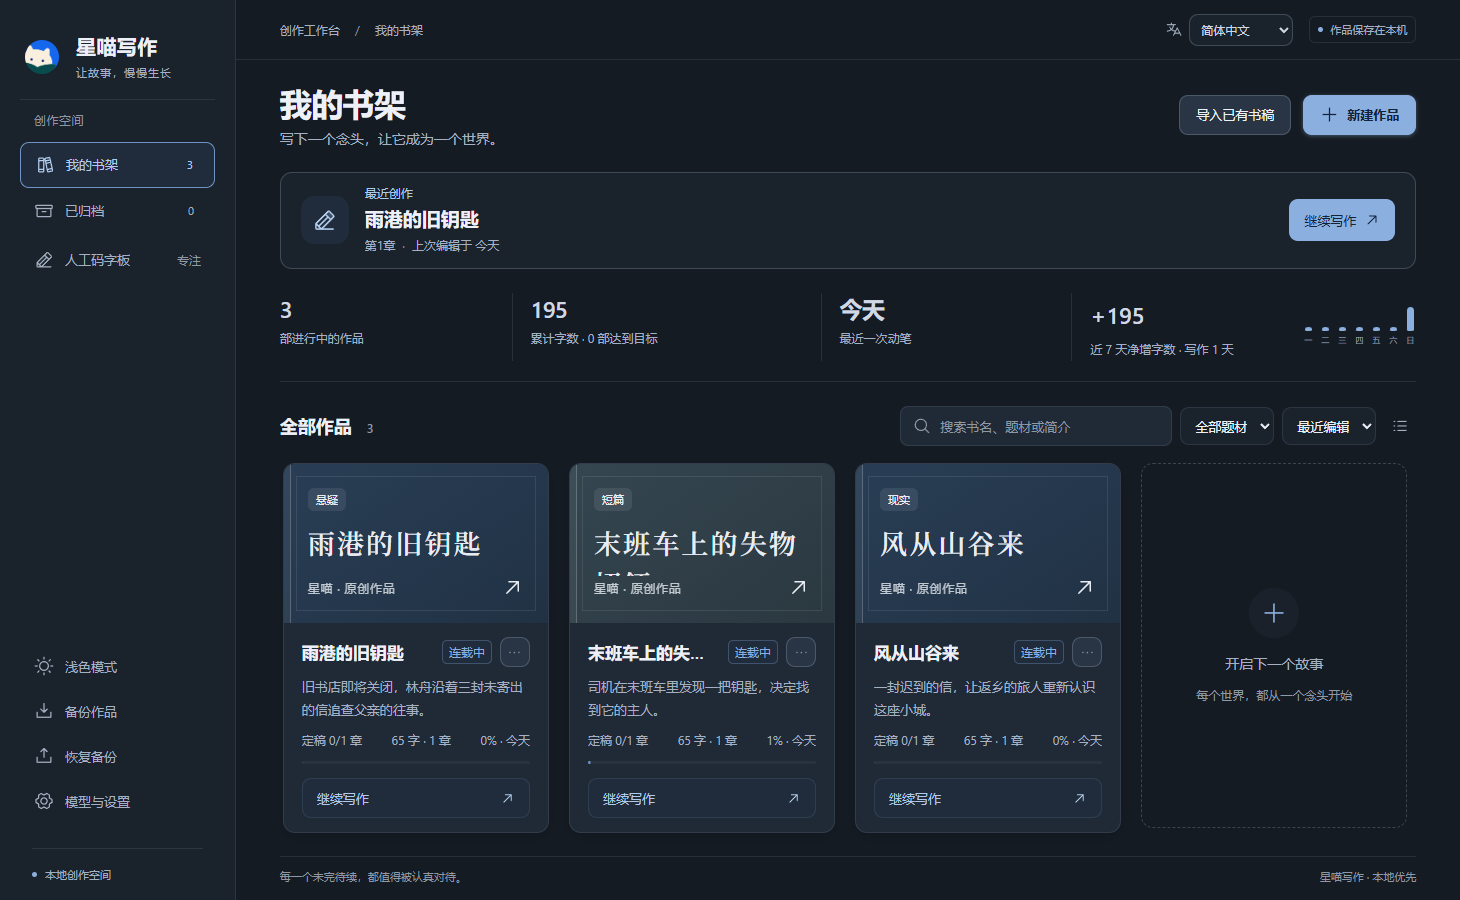 星喵写作
让故事，慢慢生长
创作空间
我的书架 3
已归档 0
人工码字板 专注
浅色模式
备份作品
恢复备份
模型与设置
本地创作空间
创作工作台 / 我的书架
简体中文
作品保存在本机
我的书架
写下一个念头，让它成为一个世界。
导入已有书稿
新建作品
最近创作
雨港的旧钥匙
第1章 · 上次编辑于 今天
继续写作
3
部进行中的作品
195
累计字数 · 0 部达到目标
今天
最近一次动笔
+195
近 7 天净增字数 · 写作 1 天
一 二 三 四 五 六 日
全部作品 3
搜索书名、题材或简介
全部题材
最近编辑
悬疑
雨港的旧钥匙
星喵 · 原创作品
雨港的旧钥匙 连载中
旧书店即将关闭，林舟沿着三封未寄出
的信追查父亲的往事。
定稿 0/1 章 65 字 · 1 章 0% · 今天
继续写作
短篇
末班车上的失物
星喵 · 原创作品
末班车上的失... 连载中
司机在末班车里发现一把钥匙，决定找
到它的主人。
定稿 0/1 章 65 字 · 1 章 1% · 今天
继续写作
现实
风从山谷来
星喵 · 原创作品
风从山谷来 连载中
一封迟到的信，让返乡的旅人重新认识
这座小城。
定稿 0/1 章 65 字 · 1 章 0% · 今天
继续写作
开启下一个故事
每个世界，都从一个念头开始
每一个未完待续，都值得被认真对待。
星喵写作 · 本地优先